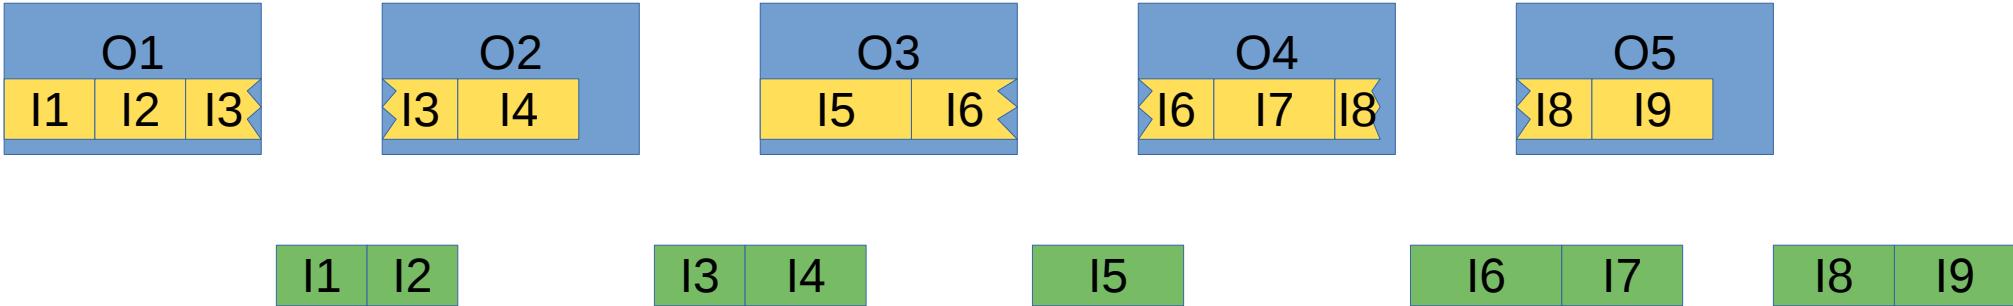 O1 O2 O3 O4 O5
I1 I2 I3 I3 I4 I5 I6 I6 I7 I8 I8 I9
I1 I2 I3 I4 I5 I6 I7 I8 I9